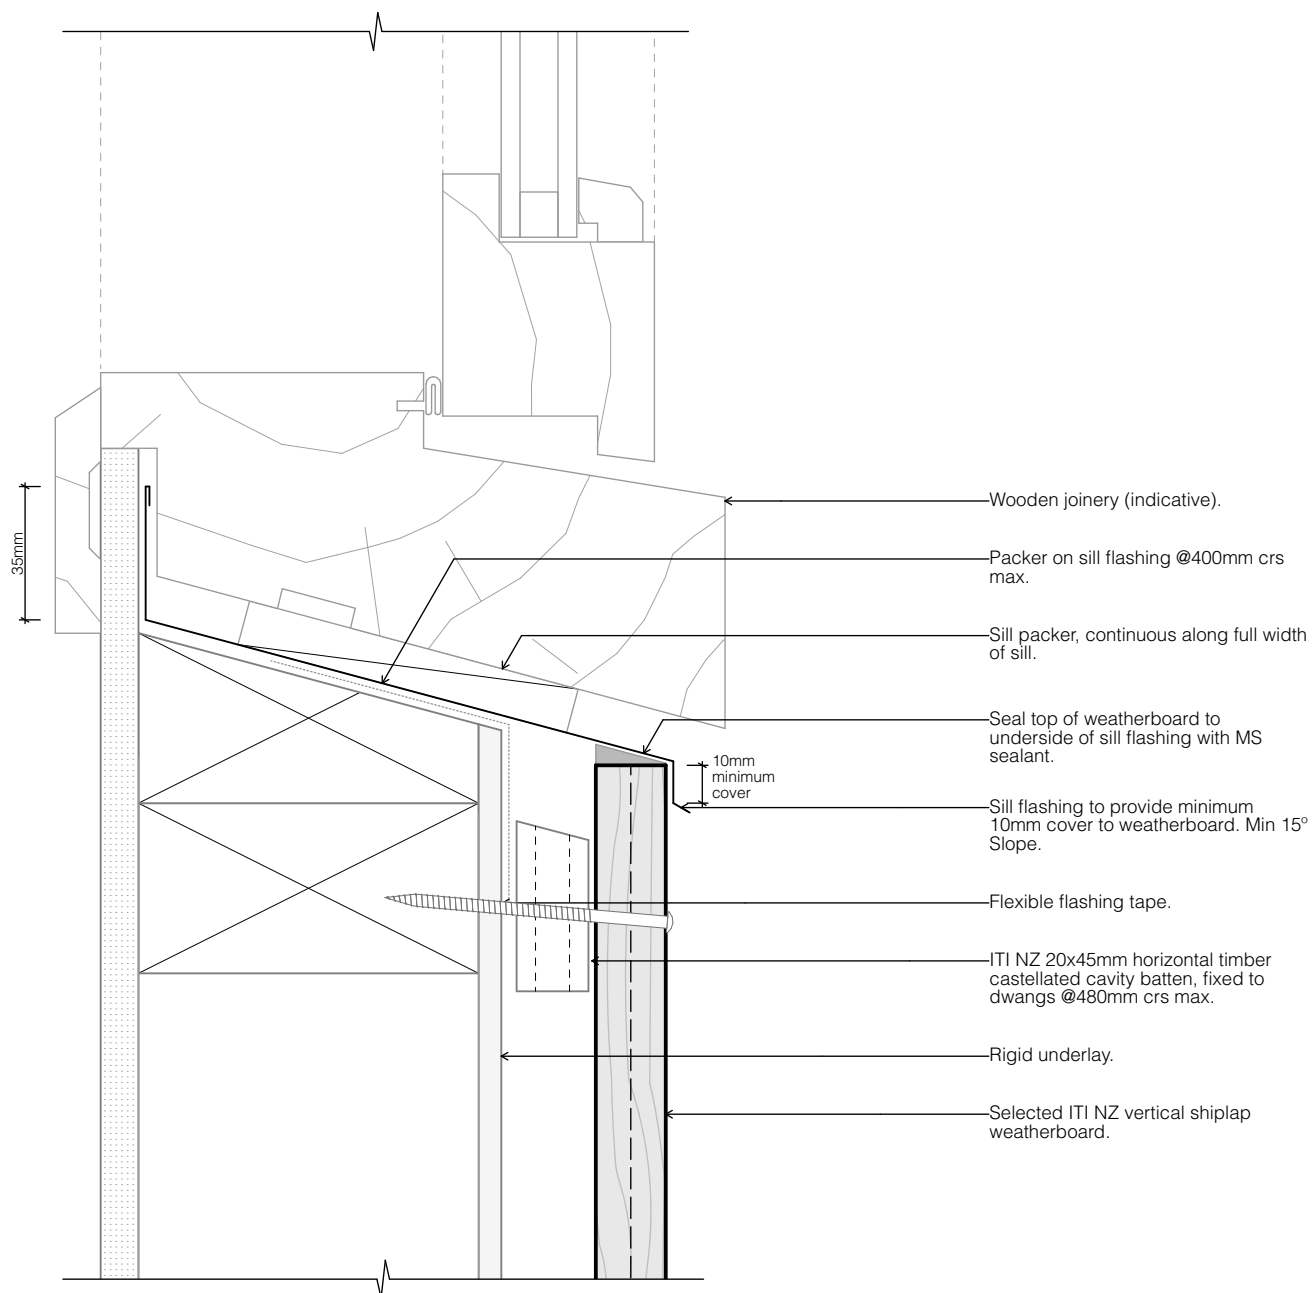 Wooden joinery (indicative).
Packer on sill flashing @400mm crs
max.
35mm
Sill packer, continuous along full width
of sill.
Seal top of weatherboard to
underside of sill flashing with MS
sealant.
10mm
minimum
cover
Sill flashing to provide minimum
10mm cover to weatherboard. Min 15º
Slope.
Flexible flashing tape.
ITI NZ 20x45mm horizontal timber
castellated cavity batten, fixed to
dwangs @480mm crs max.
Rigid underlay.
Selected ITI NZ vertical shiplap
weatherboard.